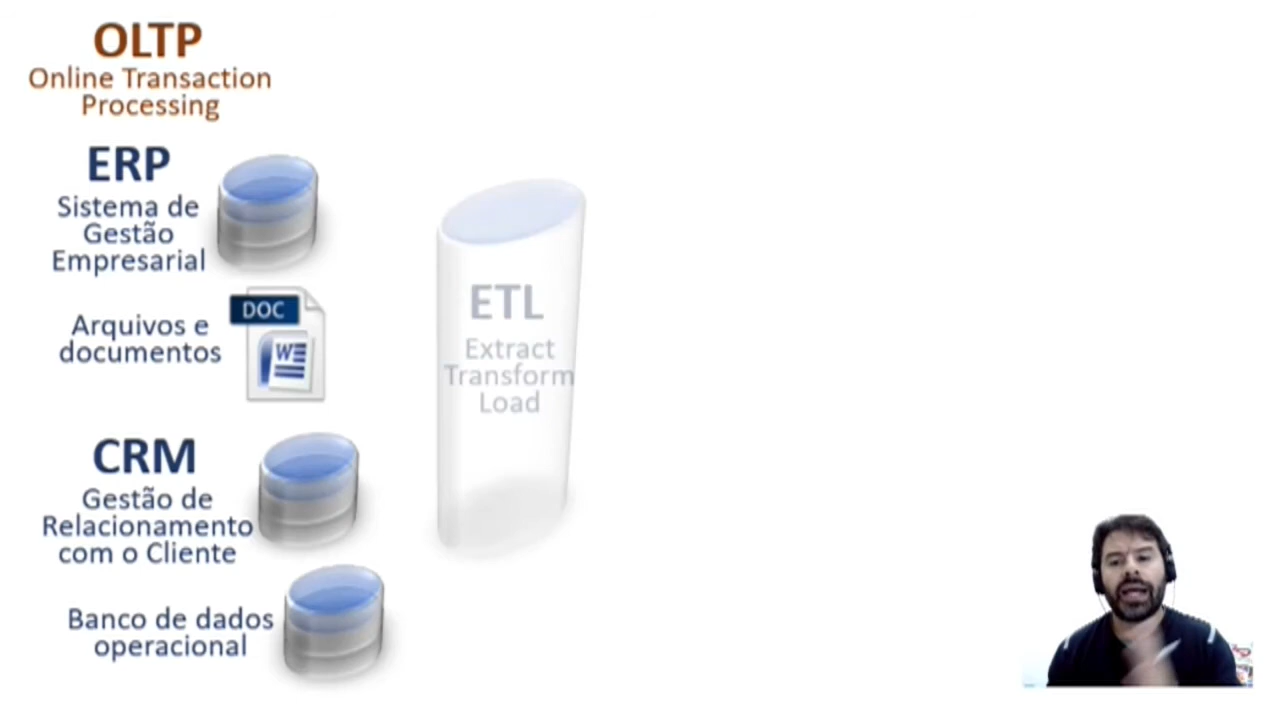 OLTP
Online Transaction
Processing
ERP
Sistema de
Gestão
Empresarial
DOC
W
Arquivos e
documentos
CRM
Gestão de
Relacionamento
com o Cliente
Banco de dados
operacional
ETL
Extract
Transform
Load